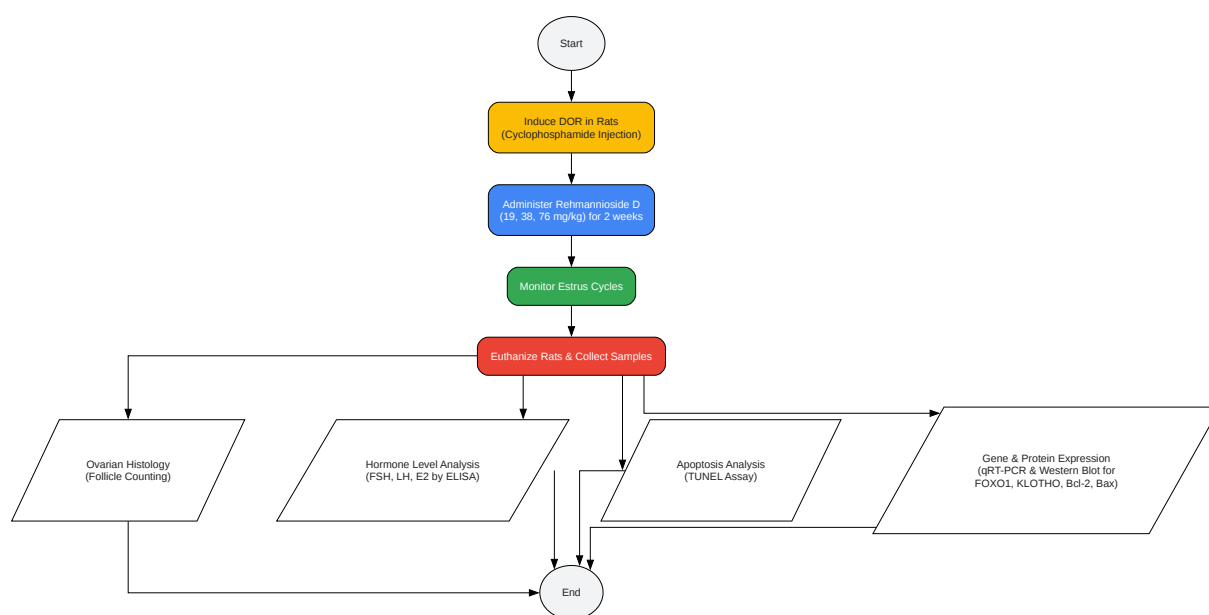 Start
Induce DOR in Rats
(Cyclophosphamide Injection)
Administer Rehmannioside D
(19, 38, 76 mg/kg) for 2 weeks
Monitor Estrus Cycles
Euthanize Rats & Collect Samples
Ovarian Histology
(Follicle Counting)
Hormone Level Analysis
(FSH, LH, E2 by ELISA)
Apoptosis Analysis
(TUNEL Assay)
Gene & Protein Expression
(qRT-PCR & Western Blot for
FOXO1, KLOTHO, Bcl-2, Bax)
End